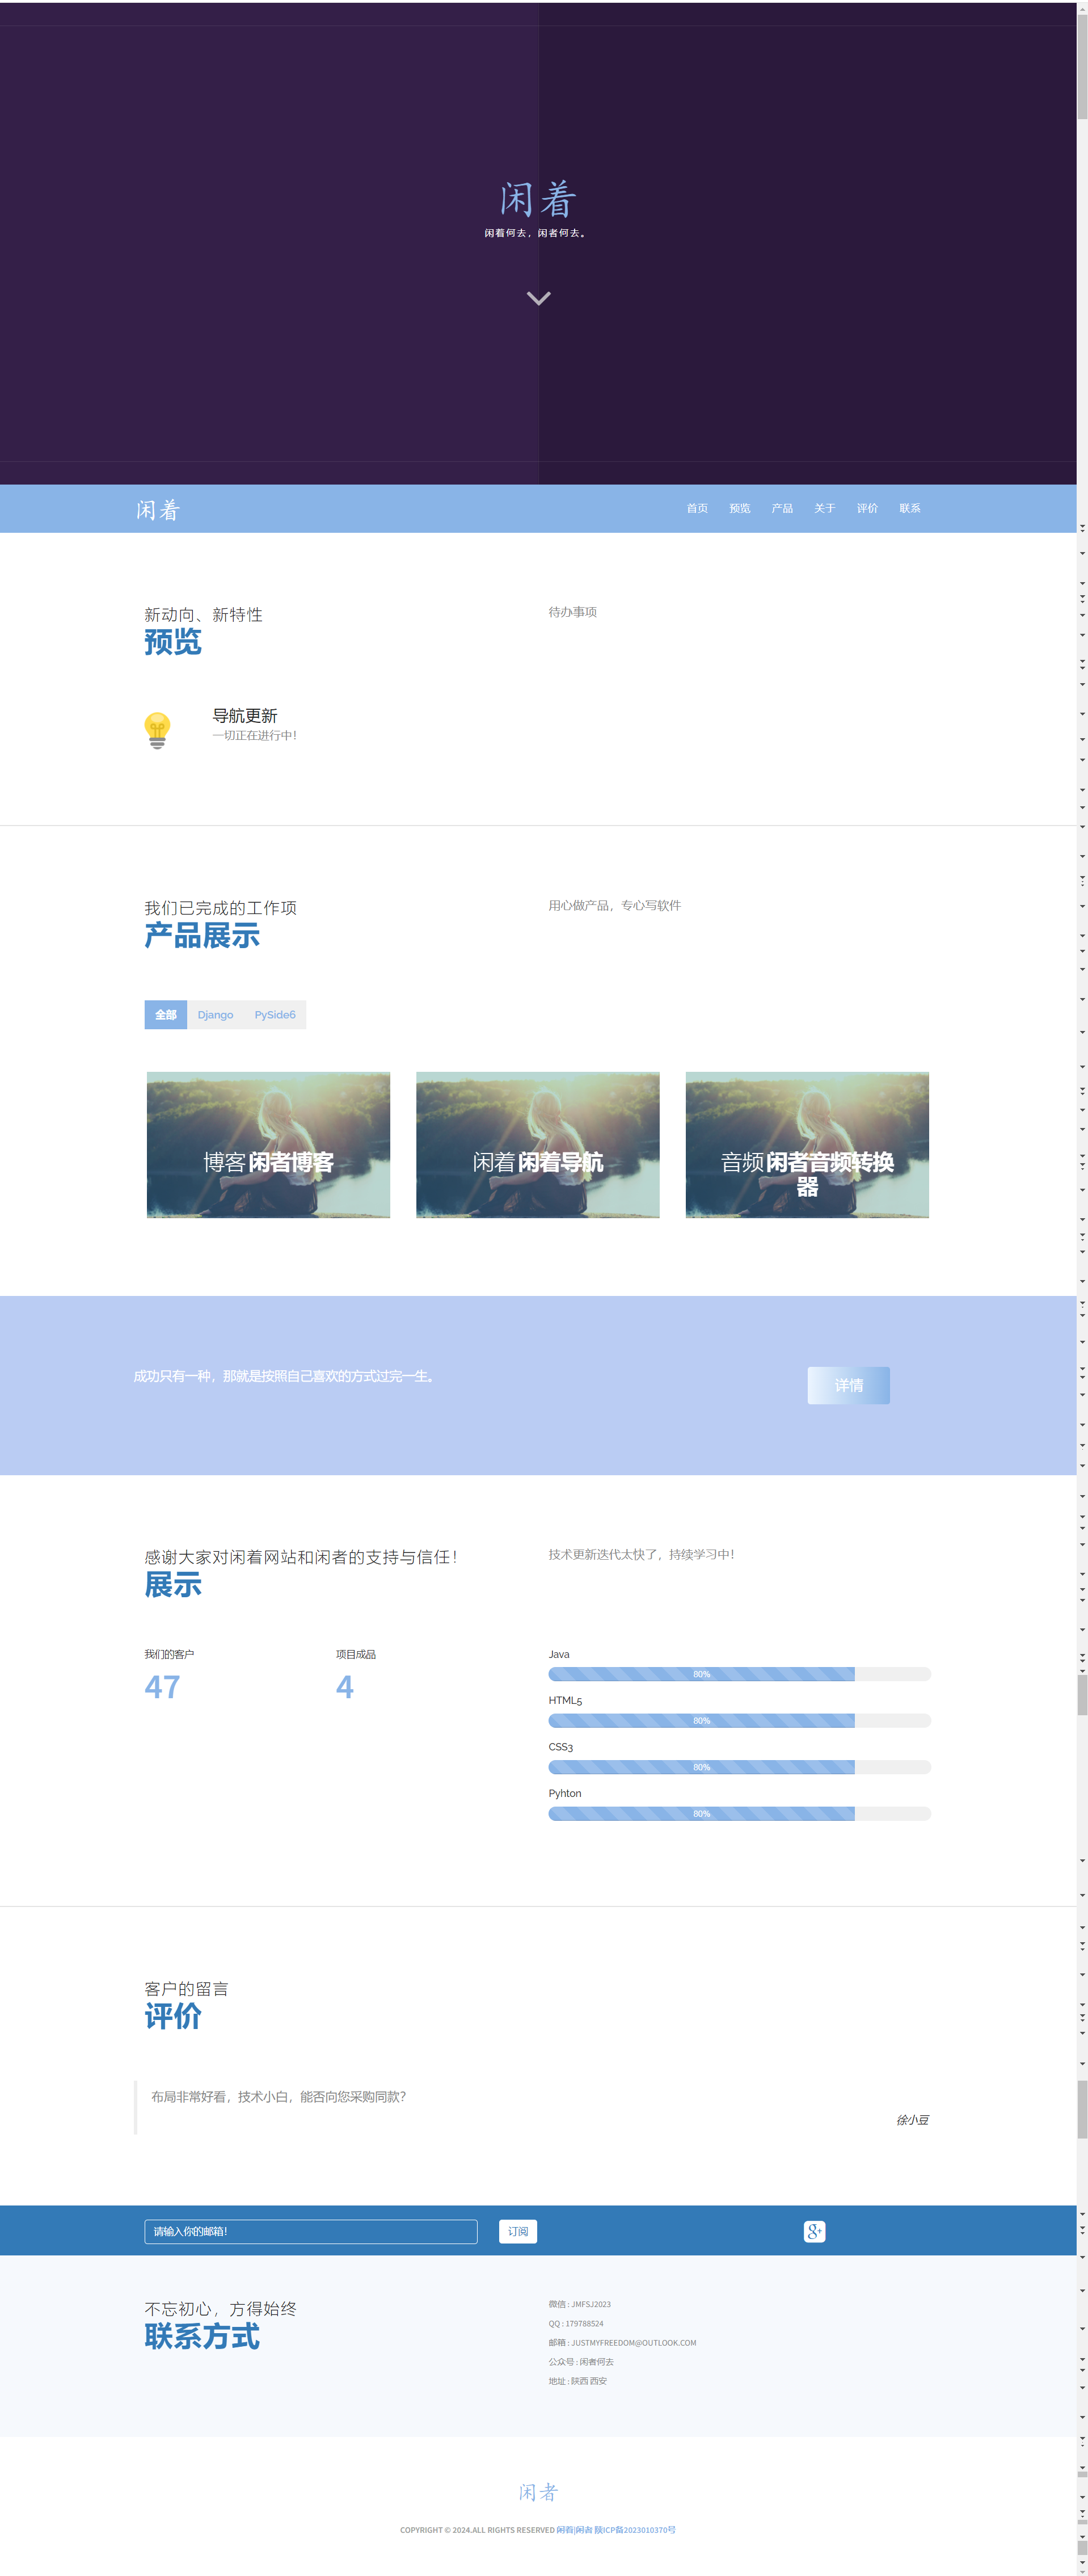 闲着
闲着何去，闲者何去。
闲着
首页 预览 产品 关于 评价 联系
新动向、新特性
预览
待办事项
导航更新
一切正在进行中！
我们已完成的工作项
产品展示
用心做产品，专心写软件
全部 Django PySide6
博客 闲者博客
闲着 闲着导航
音频 闲者音频转换
器
成功只有一种，那就是按照自己喜欢的方式过完一生。
详情
感谢大家对闲着网站和闲者的支持与信任！
展示
技术更新迭代太快了，持续学习中！
我们的客户
47
项目成品
4
Java
80%
HTML5
80%
CSS3
80%
Pyhton
80%
客户的留言
评价
布局非常好看，技术小白，能否向您采购同款？
徐小豆
请输入你的邮箱！
订阅
g+
不忘初心，方得始终
联系方式
微信 : JMFSJ2023
QQ : 179788524
邮箱 : JUSTMYFREEDOM@OUTLOOK.COM
公众号 : 闲者何去
地址 : 陕西 西安
闲者
COPYRIGHT © 2024.ALL RIGHTS RESERVED 闲着|闲者 陕ICP备2023010370号